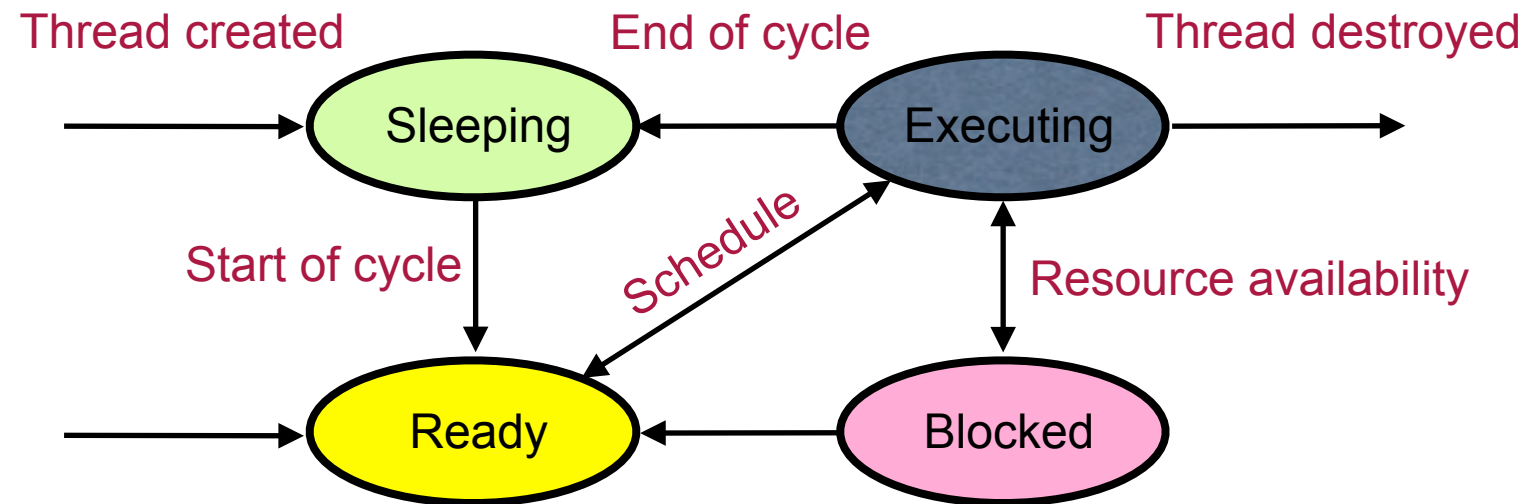 Thread created
End of cycle
Thread destroyed
Sleeping
Executing
Start of cycle
Schedule
Resource availability
Ready
Blocked